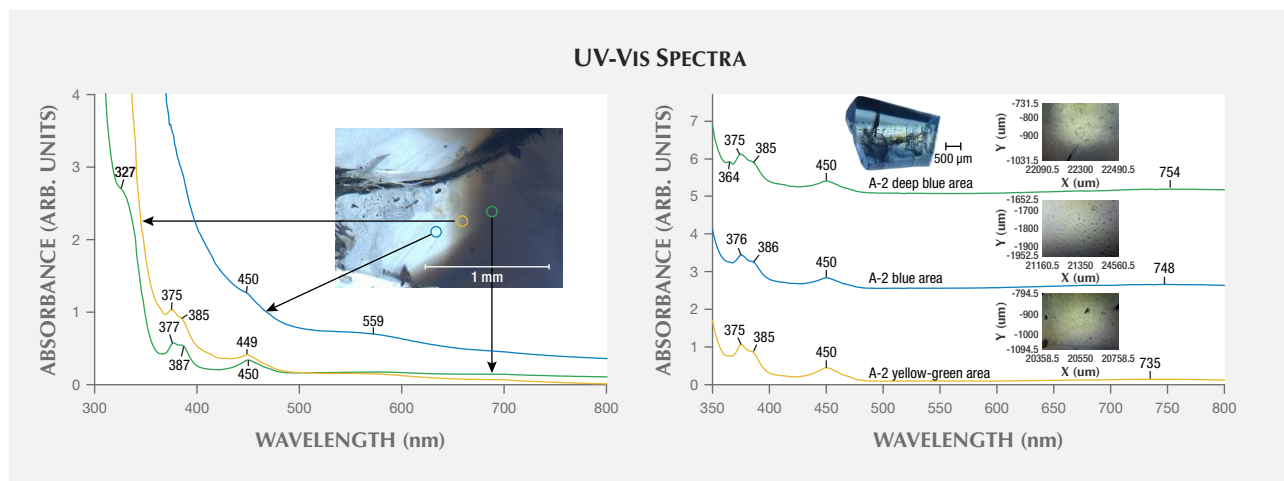 UV-VIS SPECTRA
ABSORBANCE (ARB. UNITS)
4
3
2
1
0
327
375
385
377
387
450
449
450
559
1 mm
300 400 500 600 700 800
WAVELENGTH (nm)
ABSORBANCE (ARB. UNITS)
7
6
5
4
3
2
1
0
375
385
364
450
A-2 deep blue area
754
500 µm
Y (um)
-731.5
-800
-900
-1031.5
22090.5 22300 22490.5
X (um)
376
386
450
A-2 blue area
748
Y (um)
-1652.5
-1700
-1800
-1900
-1952.5
21160.5 21350 24560.5
X (um)
375
385
450
A-2 yellow-green area
735
Y (um)
-794.5
-900
-1000
-1094.5
20358.5 20550 20758.5
X (um)
350 400 450 500 550 600 650 700 750 800
WAVELENGTH (nm)